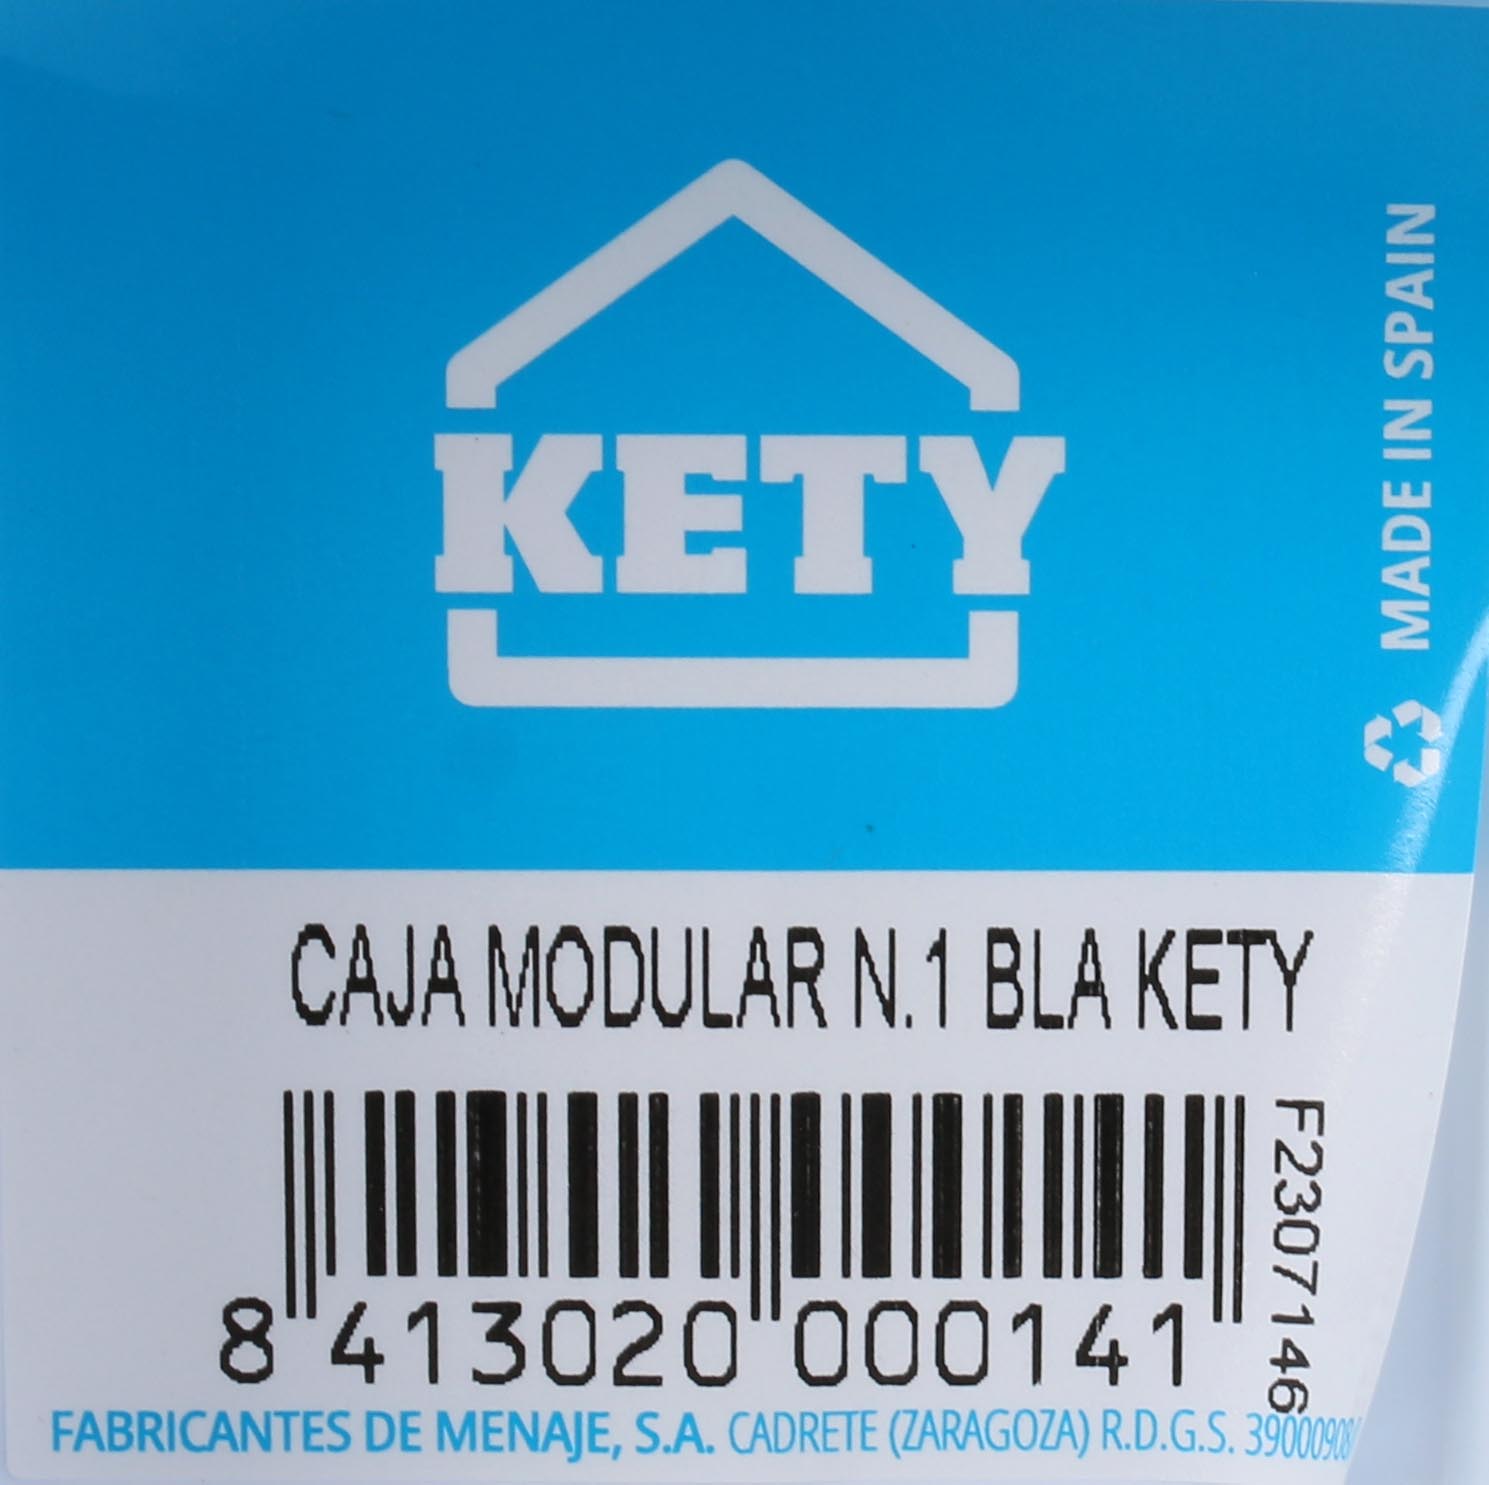 KETY
MADE IN SPAIN
CAJA MODULAR N.1 BLA KETY
F2307146
8 413020 000141
FABRICANTES DE MENAJE, S.A. CADRETE (ZARAGOZA) R.D.G.S.